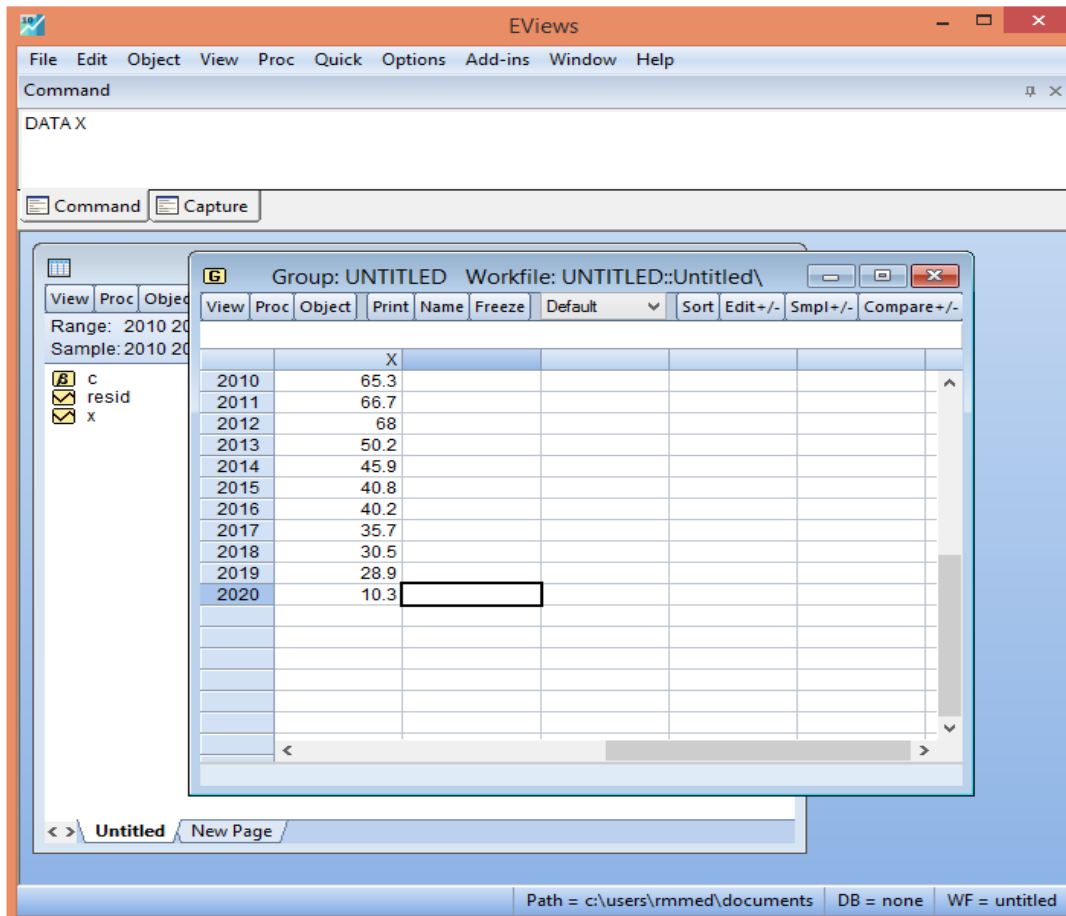 10
EViews
File Edit Object View Proc Quick Options Add-ins Window Help
Command
DATA X
Command Capture
Group: UNTITLED Workfile: UNTITLED::Untitled\
View Proc Objec
View Proc Object Print Name Freeze Default Sort Edit+/- Smpl+/- Compare+/-
Range: 2010 20
Sample: 2010 20
β c
resid
x
G
X
2010 65.3
2011 66.7
2012 68
2013 50.2
2014 45.9
2015 40.8
2016 40.2
2017 35.7
2018 30.5
2019 28.9
2020 10.3
Untitled New Page
Path = c:\users\rmmed\documents DB = none WF = untitled